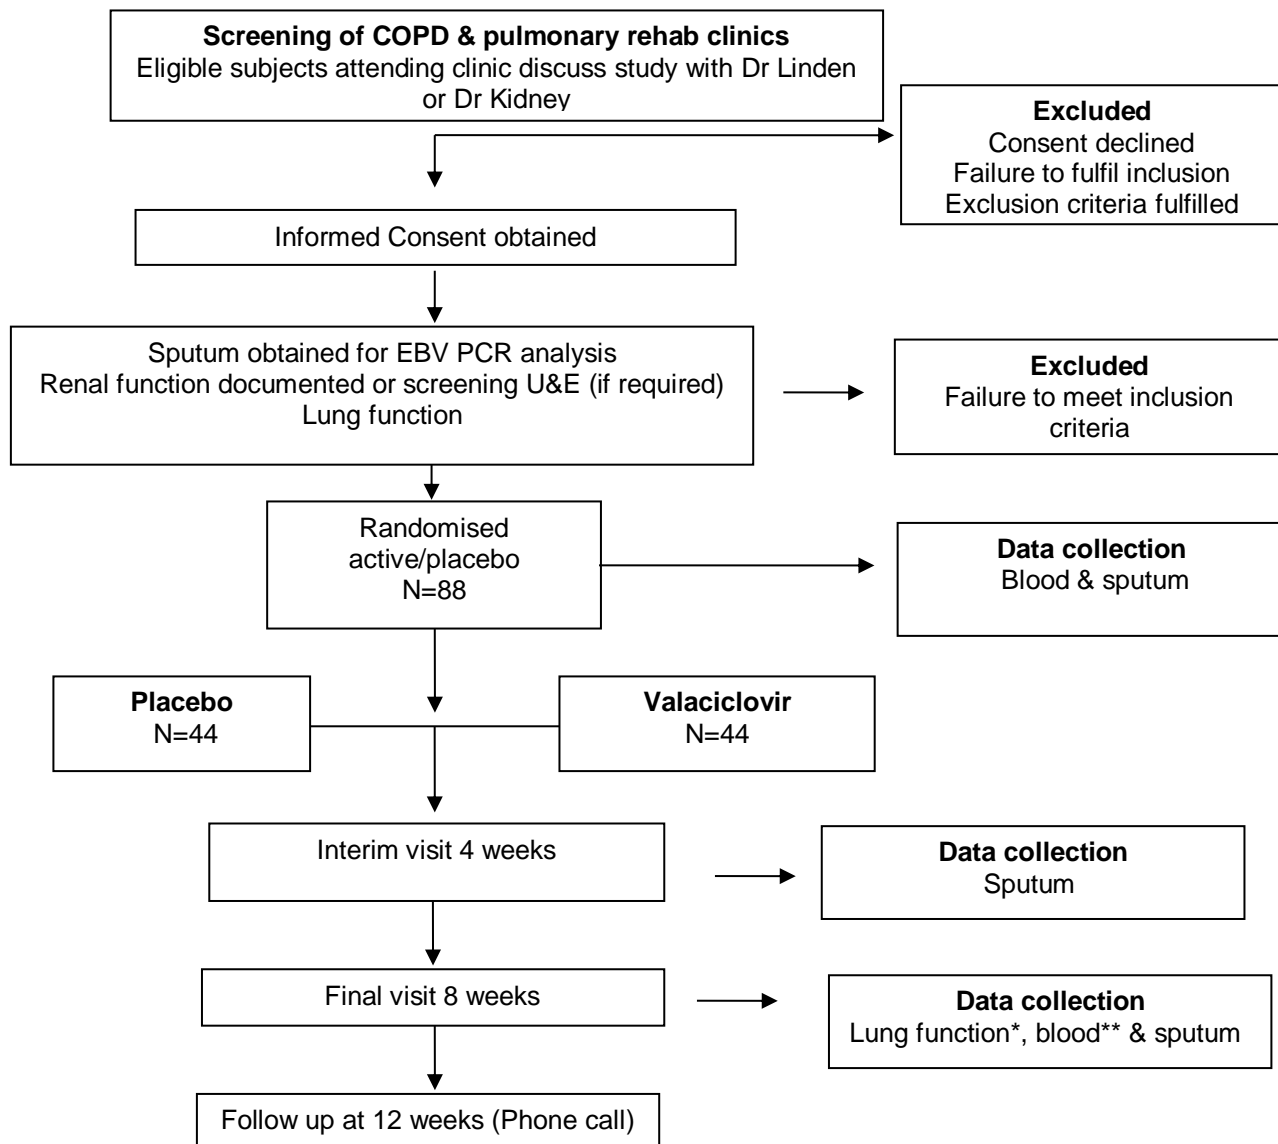 Screening of COPD & pulmonary rehab clinics
Eligible subjects attending clinic discuss study with Dr Linden
or Dr Kidney
Excluded
Consent declined
Failure to fulfil inclusion
Exclusion criteria fulfilled
Informed Consent obtained
Sputum obtained for EBV PCR analysis
Renal function documented or screening U&E (if required)
Lung function
Excluded
Failure to meet inclusion
criteria
Randomised
active/placebo
N=88
Data collection
Blood & sputum
Placebo
N=44
Valaciclovir
N=44
Interim visit 4 weeks
Data collection
Sputum
Final visit 8 weeks
Data collection
Lung function*, blood** & sputum
Follow up at 12 weeks (Phone call)